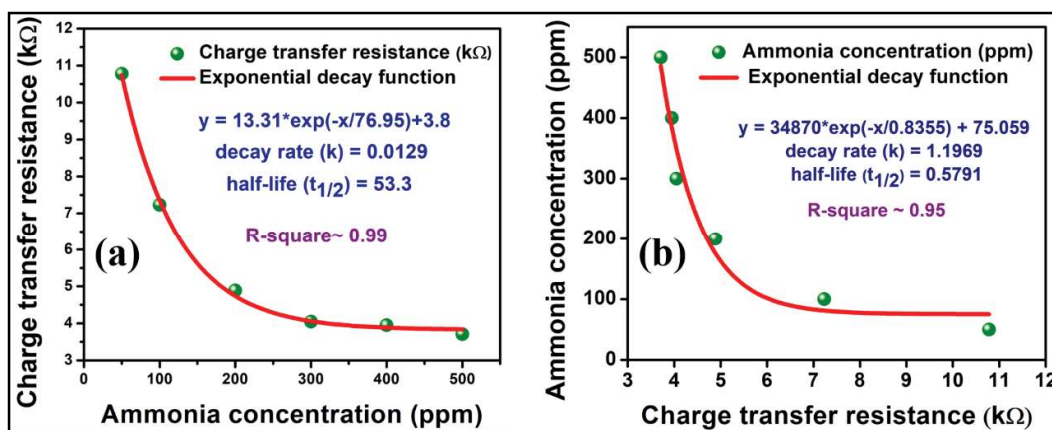 Charge transfer resistance (kΩ)
12
11
10
9
8
7
6
5
4
3
Charge transfer resistance (kΩ)
Exponential decay function
y = 13.31*exp(-x/76.95)+3.8
decay rate (k) = 0.0129
half-life (t1/2) = 53.3
R-square~ 0.99
(a)
0 100 200 300 400 500
Ammonia concentration (ppm)
Ammonia concentration (ppm)
500
400
300
200
100
0
Ammonia concentration (ppm)
Exponential decay function
y = 34870*exp(-x/0.8355) + 75.059
decay rate (k) = 1.1969
half-life (t1/2) = 0.5791
R-square ~ 0.95
(b)
3 4 5 6 7 8 9 10 11 12
Charge transfer resistance (kΩ)